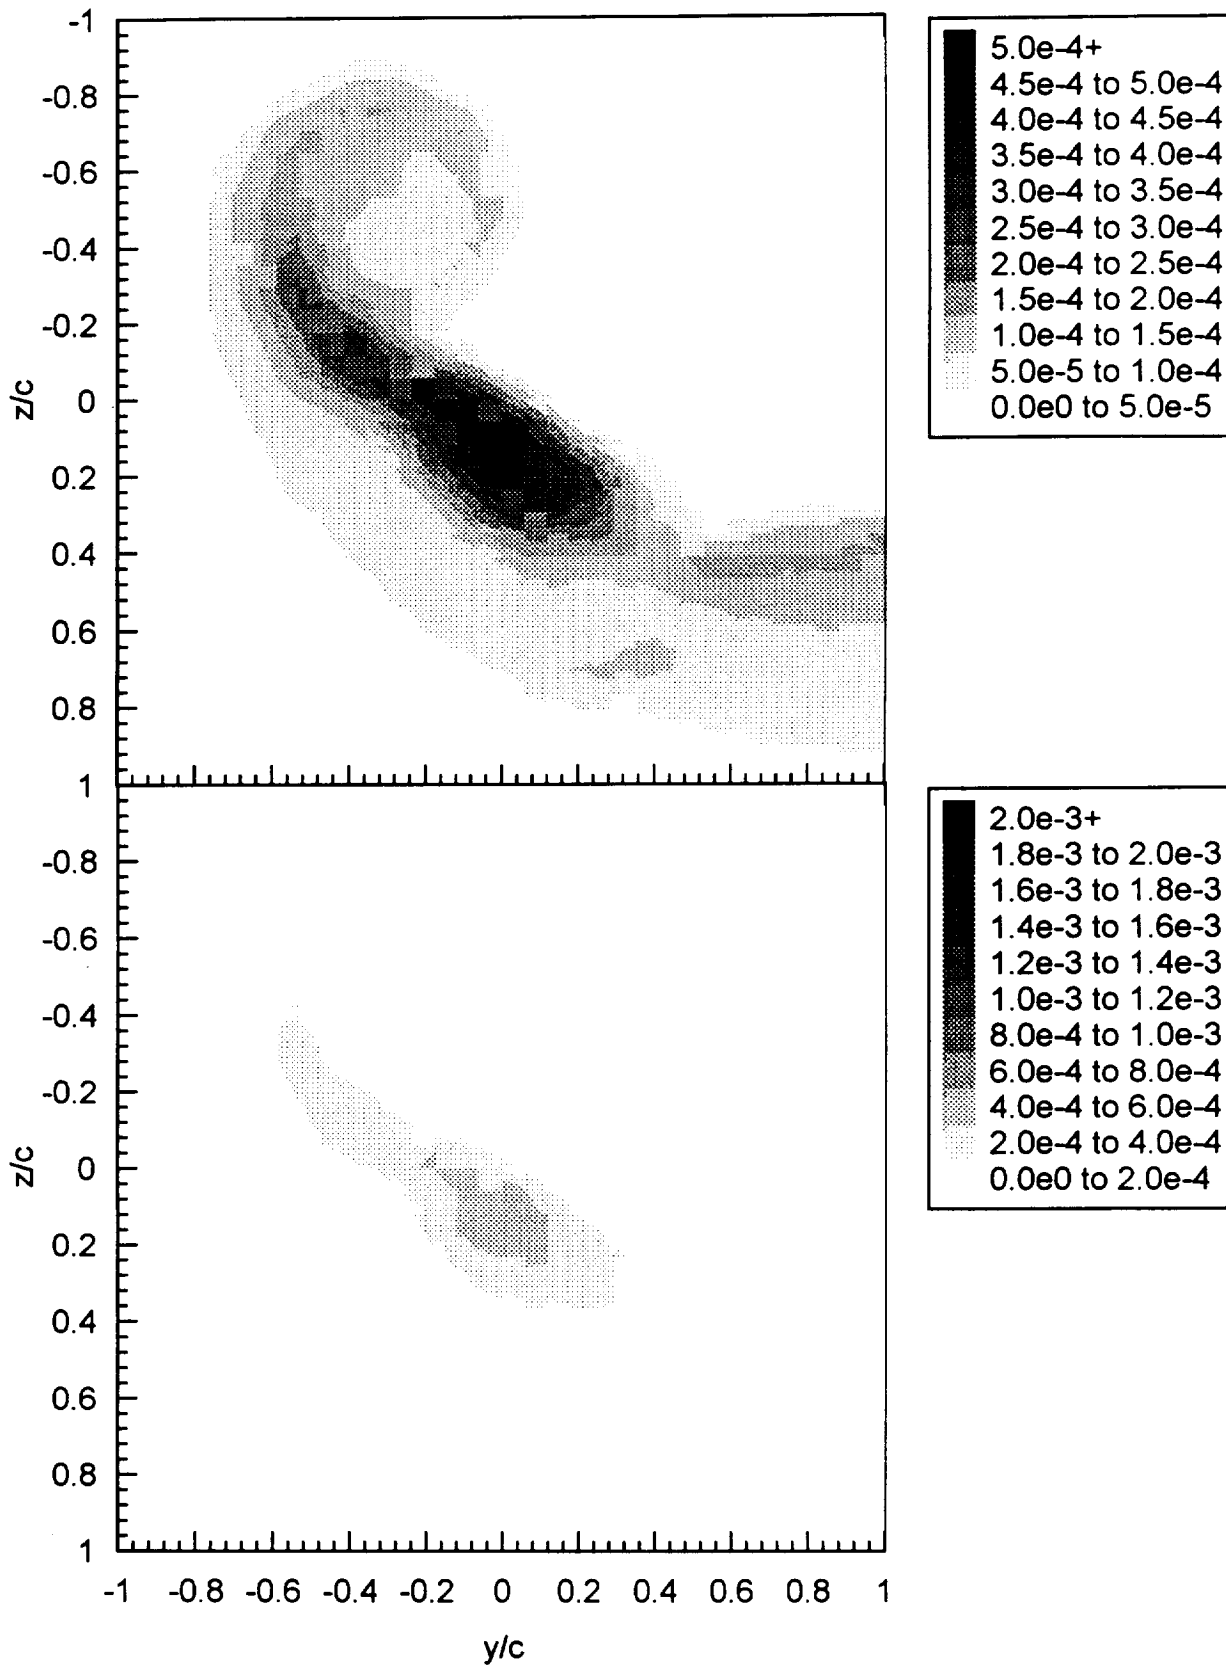 -1
-0.8
-0.6
-0.4
-0.2
0
0.2
0.4
0.6
0.8
1
z/c
5.0e-4+
4.5e-4 to 5.0e-4
4.0e-4 to 4.5e-4
3.5e-4 to 4.0e-4
3.0e-4 to 3.5e-4
2.5e-4 to 3.0e-4
2.0e-4 to 2.5e-4
1.5e-4 to 2.0e-4
1.0e-4 to 1.5e-4
5.0e-5 to 1.0e-4
0.0e0 to 5.0e-5
-0.8
-0.6
-0.4
-0.2
0
0.2
0.4
0.6
0.8
1
z/c
2.0e-3+
1.8e-3 to 2.0e-3
1.6e-3 to 1.8e-3
1.4e-3 to 1.6e-3
1.2e-3 to 1.4e-3
1.0e-3 to 1.2e-3
8.0e-4 to 1.0e-3
6.0e-4 to 8.0e-4
4.0e-4 to 6.0e-4
2.0e-4 to 4.0e-4
0.0e0 to 2.0e-4
-1 -0.8 -0.6 -0.4 -0.2 0 0.2 0.4 0.6 0.8 1
y/c